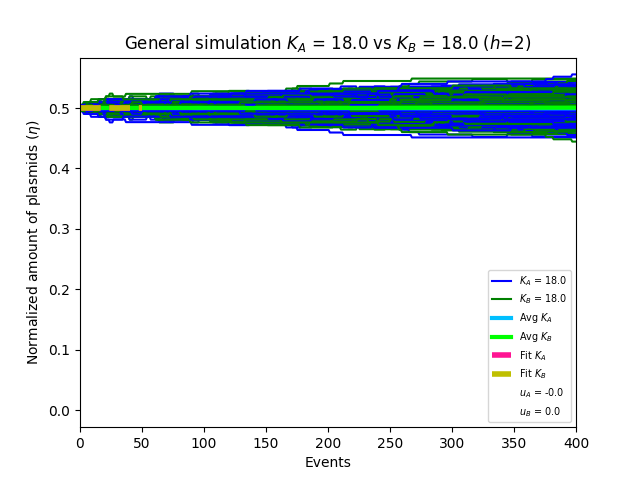 General simulation K_A = 18.0 vs K_B = 18.0 (h=2)
Normalized amount of plasmids (η)
0.5
0.4
0.3
0.2
0.1
0.0
K_A = 18.0
K_B = 18.0
Avg K_A
Avg K_B
Fit K_A
Fit K_B
u_A = -0.0
u_B = 0.0
0 50 100 150 200 250 300 350 400
Events